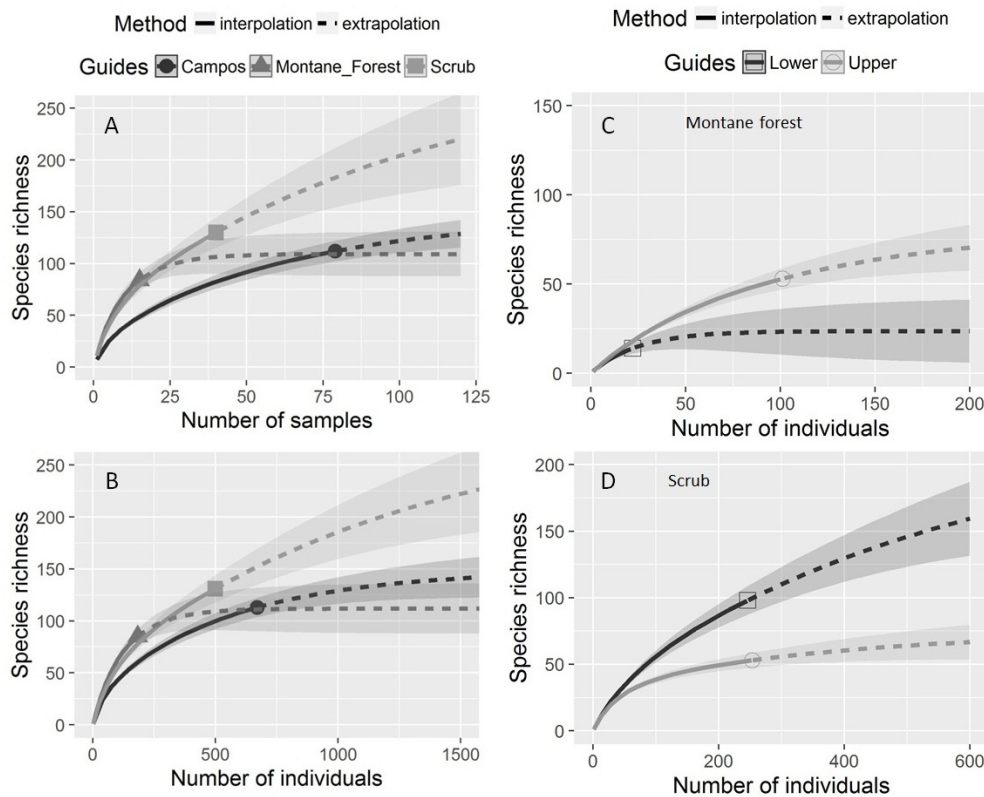 Method interpolation extrapolation
Guides Campos Montane_Forest Scrub
A
Species richness
250
200
150
100
50
0
0 25 50 75 100 125
Number of samples
B
Species richness
250
200
150
100
50
0
0 500 1000 1500
Number of individuals
Method interpolation extrapolation
Guides Lower Upper
C Montane forest
Species richness
150
100
50
0
0 50 100 150 200
Number of individuals
D Scrub
Species richness
200
150
100
50
0
0 200 400 600
Number of individuals